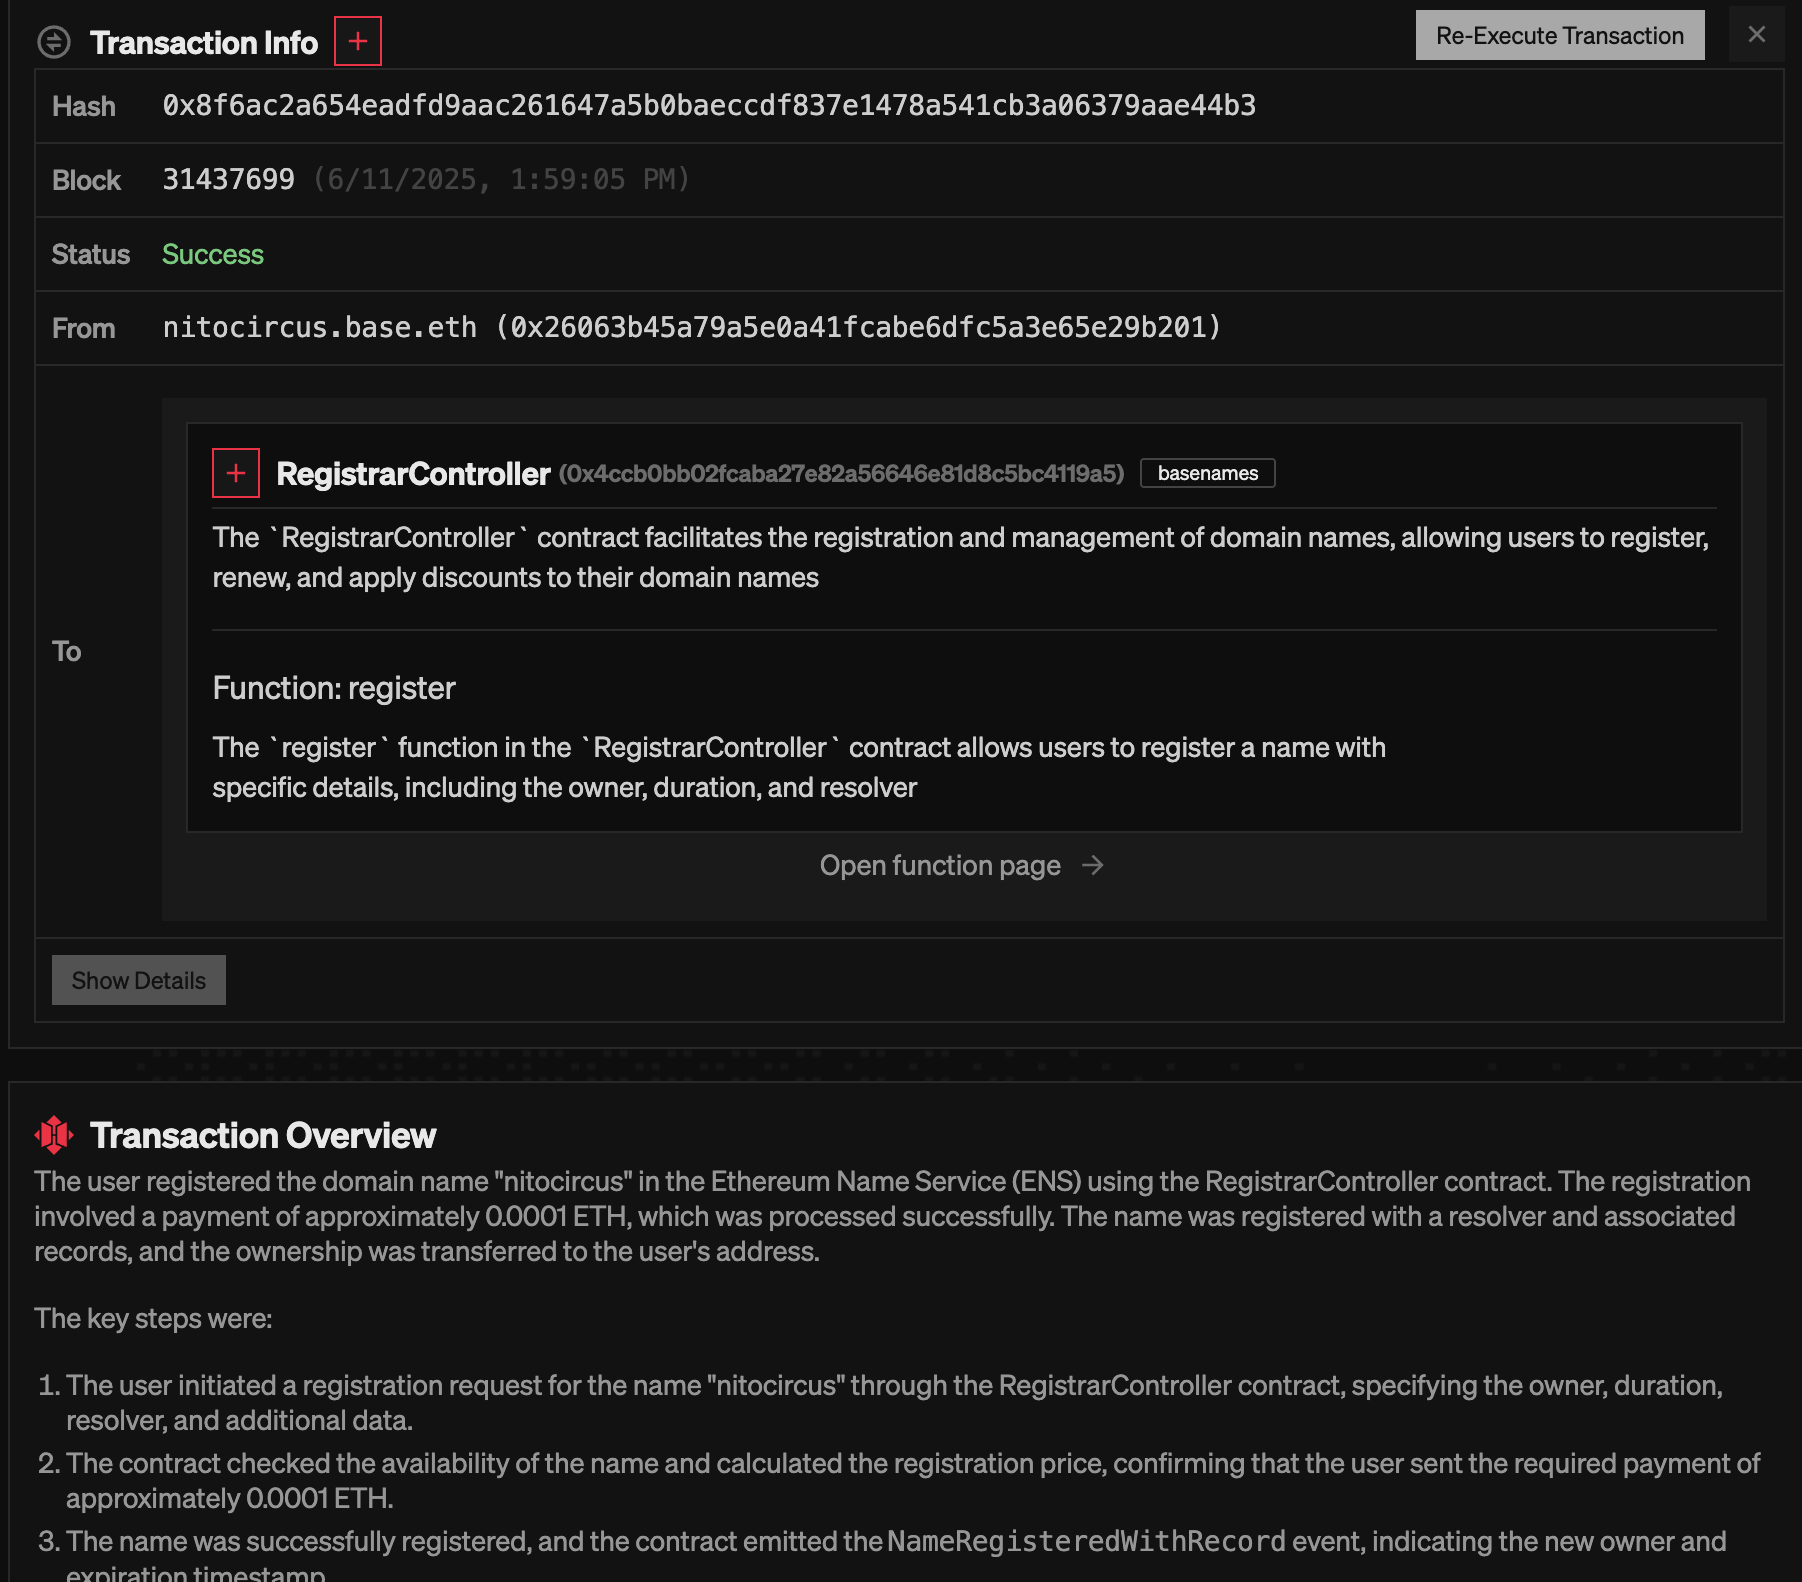 Transaction Info
Re-Execute Transaction
Hash 0x8f6ac2a654eadfd9aac261647a5b0baeccdf837e1478a541cb3a06379aae44b3
Block 31437699 (6/11/2025, 1:59:05 PM)
Status Success
From nitocircus.base.eth (0x26063b45a79a5e0a41fcabe6dfc5a3e65e29b201)
To
RegistrarController (0x4ccb0bb02fcaba27e82a56646e81d8c5bc4119a5) basenames
The `RegistrarController` contract facilitates the registration and management of domain names, allowing users to register,
renew, and apply discounts to their domain names
Function: register
The `register` function in the `RegistrarController` contract allows users to register a name with
specific details, including the owner, duration, and resolver
Open function page →
Show Details
Transaction Overview
The user registered the domain name "nitocircus" in the Ethereum Name Service (ENS) using the RegistrarController contract. The registration
involved a payment of approximately 0.0001 ETH, which was processed successfully. The name was registered with a resolver and associated
records, and the ownership was transferred to the user's address.
The key steps were:
1. The user initiated a registration request for the name "nitocircus" through the RegistrarController contract, specifying the owner, duration,
resolver, and additional data.
2. The contract checked the availability of the name and calculated the registration price, confirming that the user sent the required payment of
approximately 0.0001 ETH.
3. The name was successfully registered, and the contract emitted the NameRegisteredWithRecord event, indicating the new owner and
expiration timestamp.